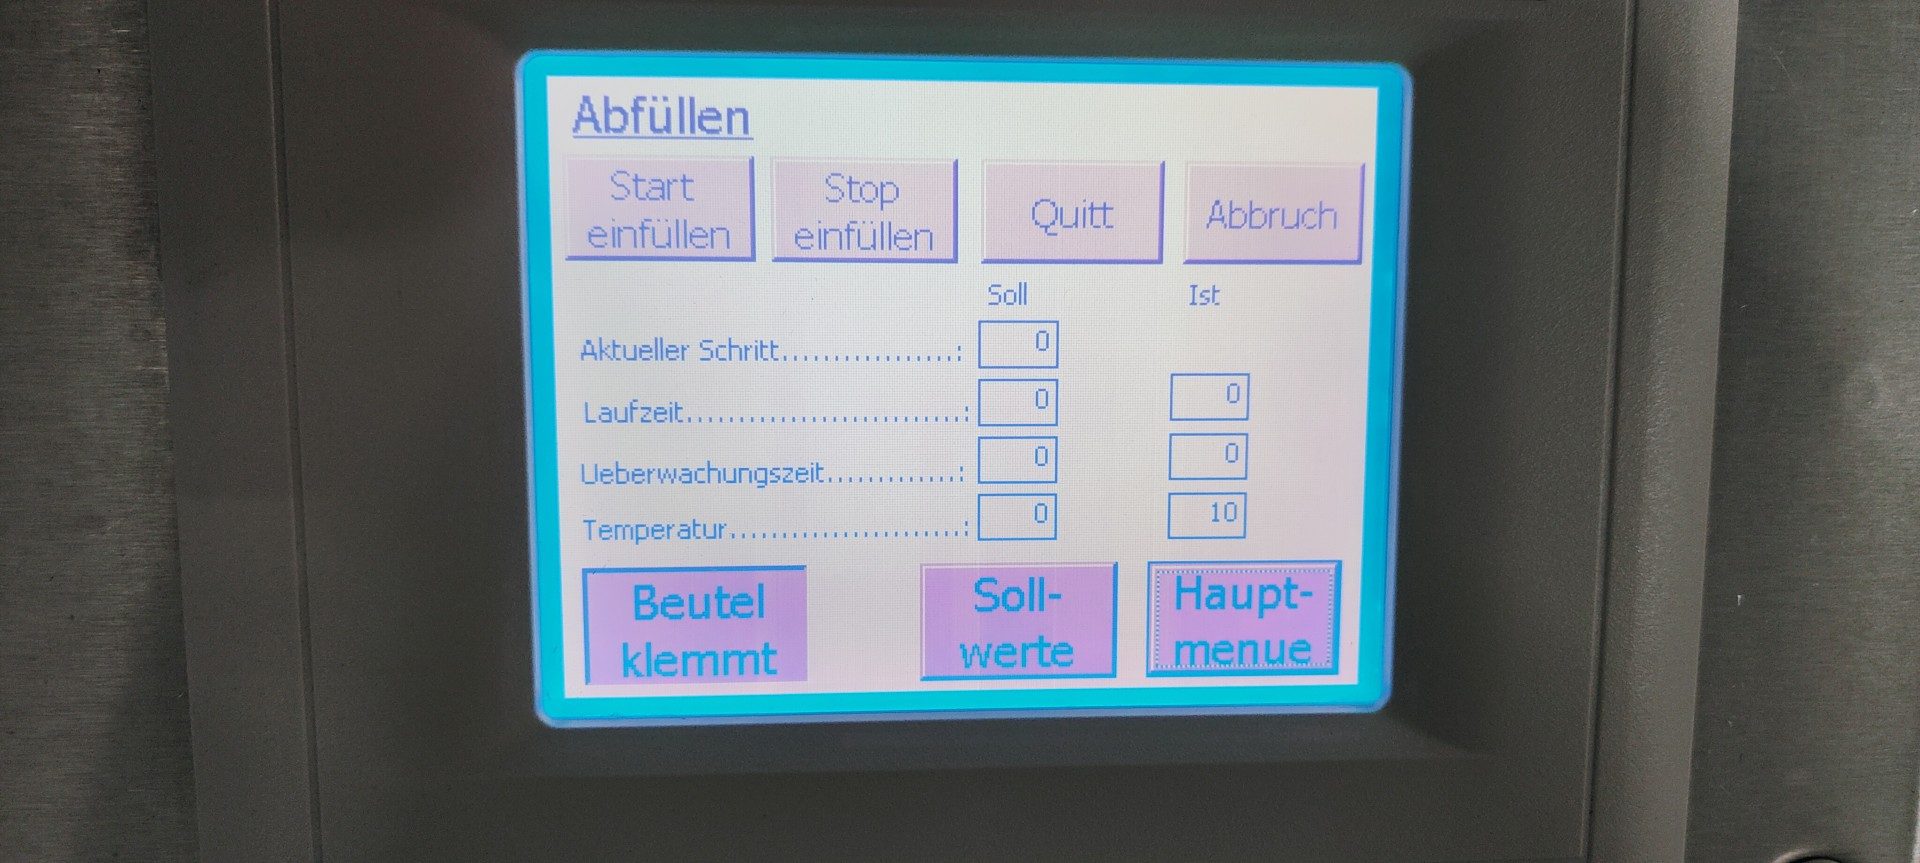 Abfüllen
Start
einfüllen
Stop
einfüllen
Quitt
Abbruch
Soll
Ist
Aktueller Schritt.................: 0
Laufzeit...........................: 0 0
Ueberwachungszeit.............: 0 0
Temperatur.......................: 0 10
Beutel
klemmt
Soll-
werte
Haupt-
menue